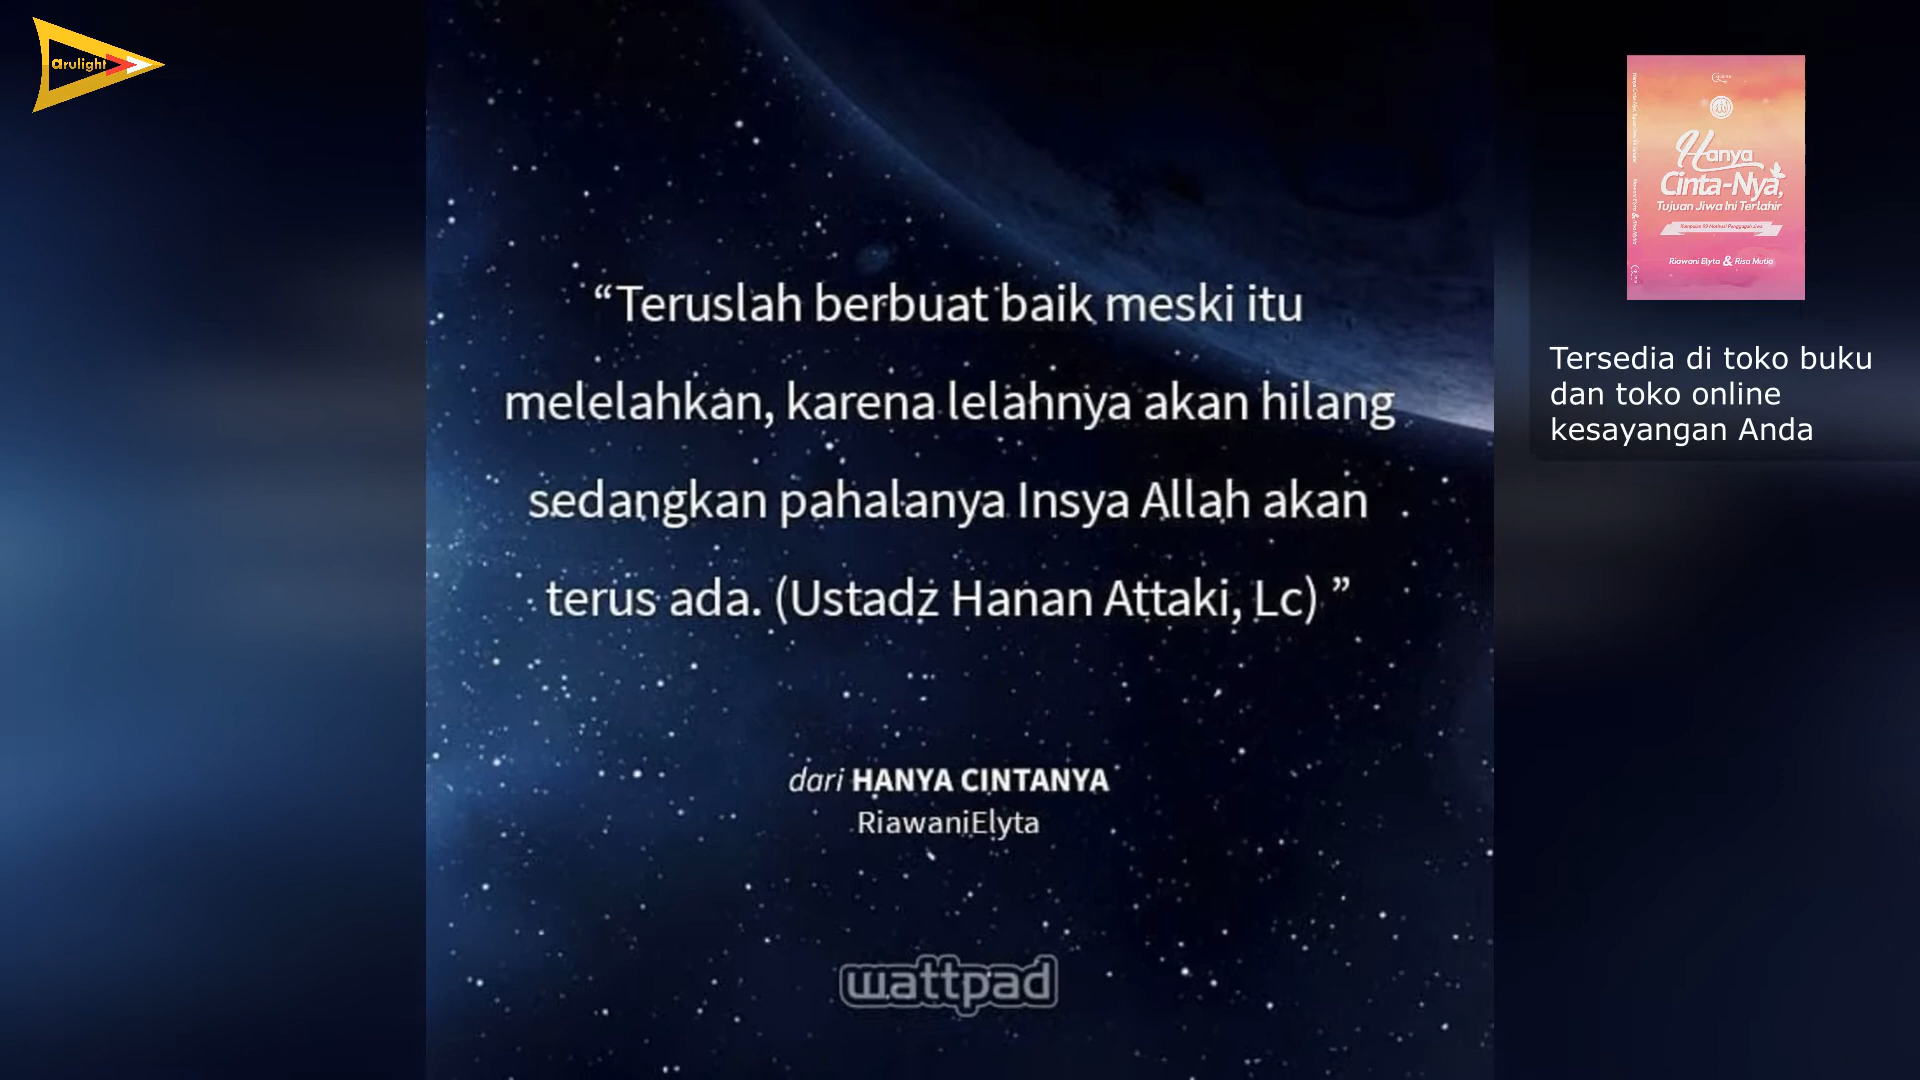 arulight
“Teruslah berbuat baik meski itu
melelahkan, karena lelahnya akan hilang
sedangkan pahalanya Insya Allah akan
terus ada. (Ustadz Hanan Attaki, Lc) ”
dari HANYA CINTANYA
RiawaniElyta
wattpad
Hanya
Cinta-Nya,
Tujuan Jiwa Ini Terlahir
Riawani Elyta & Risa Mutia
Tersedia di toko buku
dan toko online
kesayangan Anda